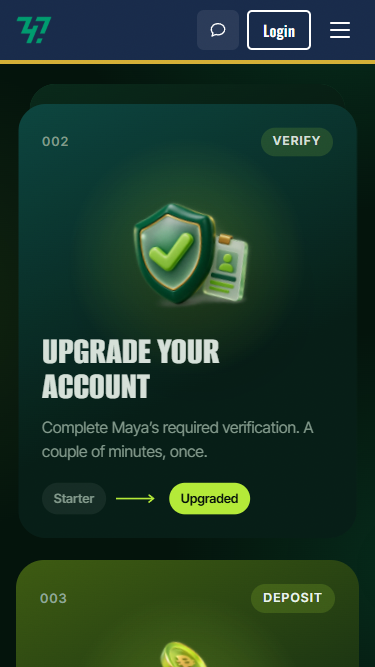 Login
002
VERIFY
UPGRADE YOUR
ACCOUNT
Complete Maya's required verification. A
couple of minutes, once.
Starter
Upgraded
003
DEPOSIT